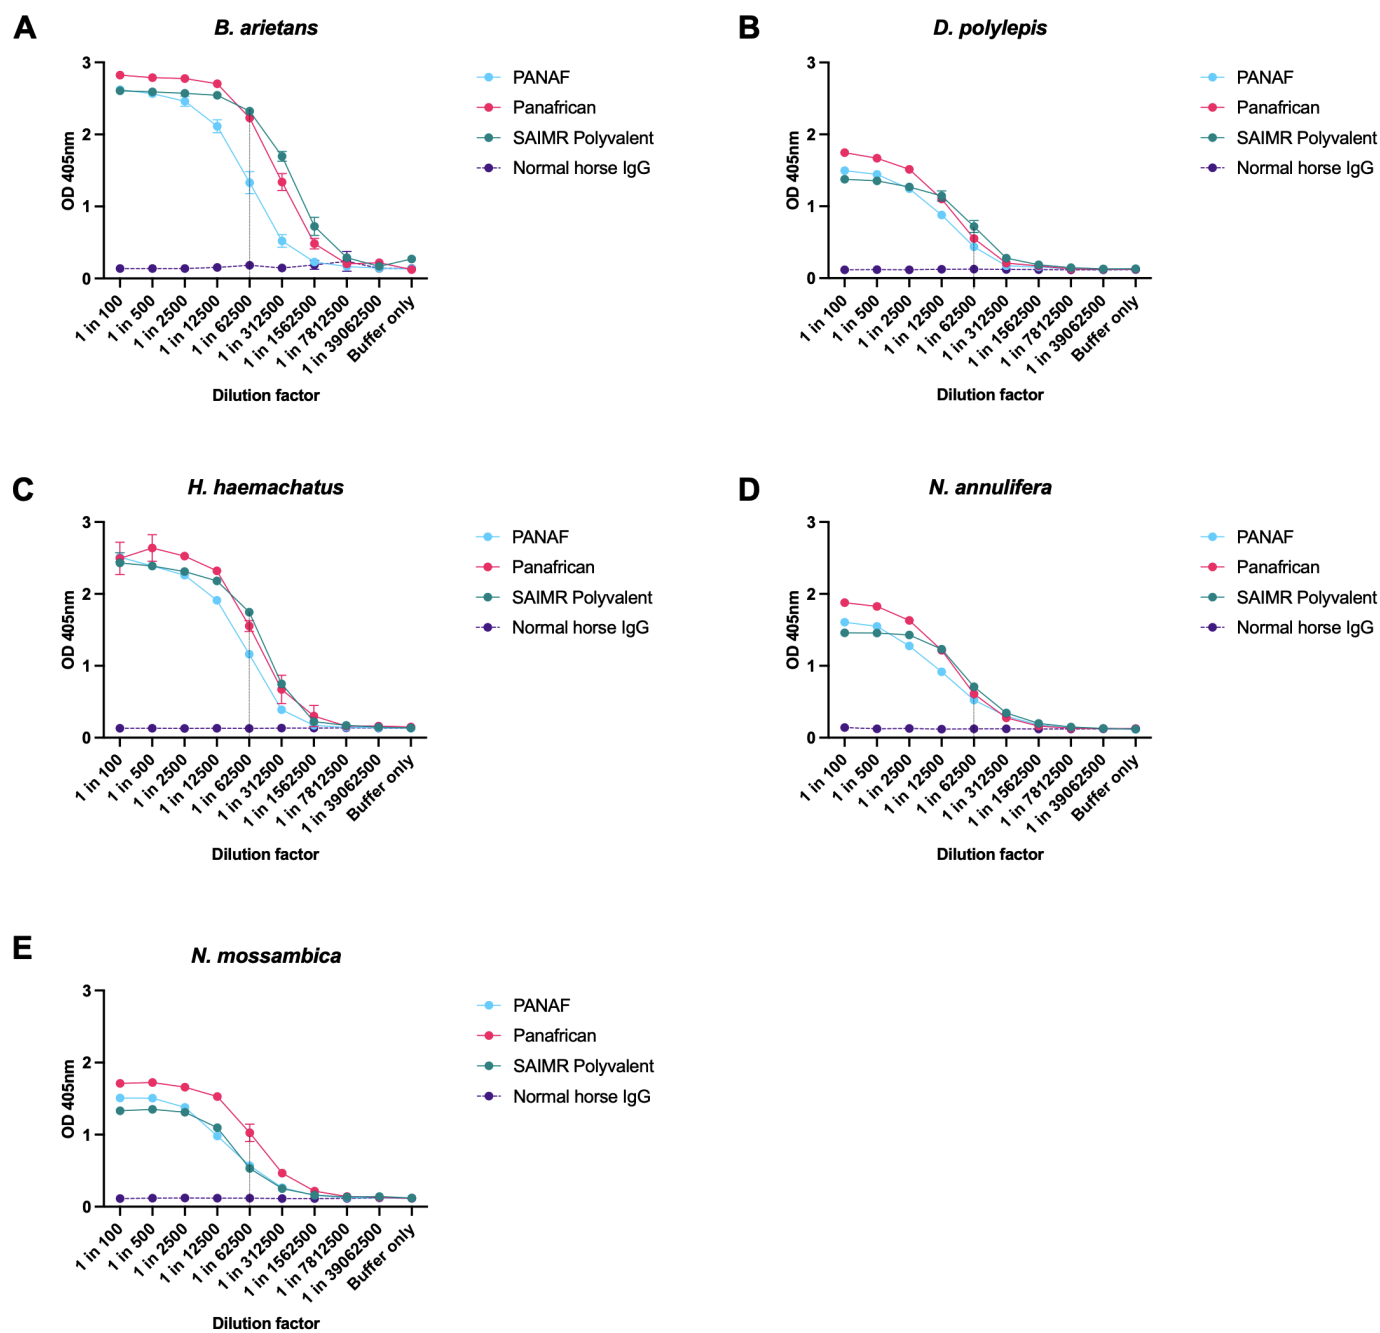 A
B. arietans
3
2
1
0
OD 405nm
1 in 100
1 in 500
1 in 2500
1 in 12500
1 in 62500
1 in 312500
1 in 1562500
1 in 7812500
1 in 39062500
Buffer only
Dilution factor
PANAF
Panafrican
SAIMR Polyvalent
Normal horse IgG
B
D. polylepis
3
2
1
0
OD 405nm
1 in 100
1 in 500
1 in 2500
1 in 12500
1 in 62500
1 in 312500
1 in 1562500
1 in 7812500
1 in 39062500
Buffer only
Dilution factor
PANAF
Panafrican
SAIMR Polyvalent
Normal horse IgG
C
H. haemachatus
3
2
1
0
OD 405nm
1 in 100
1 in 500
1 in 2500
1 in 12500
1 in 62500
1 in 312500
1 in 1562500
1 in 7812500
1 in 39062500
Buffer only
Dilution factor
PANAF
Panafrican
SAIMR Polyvalent
Normal horse IgG
D
N. annulifera
3
2
1
0
OD 405nm
1 in 100
1 in 500
1 in 2500
1 in 12500
1 in 62500
1 in 312500
1 in 1562500
1 in 7812500
1 in 39062500
Buffer only
Dilution factor
PANAF
Panafrican
SAIMR Polyvalent
Normal horse IgG
E
N. mossambica
3
2
1
0
OD 405nm
1 in 100
1 in 500
1 in 2500
1 in 12500
1 in 62500
1 in 312500
1 in 1562500
1 in 7812500
1 in 39062500
Buffer only
Dilution factor
PANAF
Panafrican
SAIMR Polyvalent
Normal horse IgG